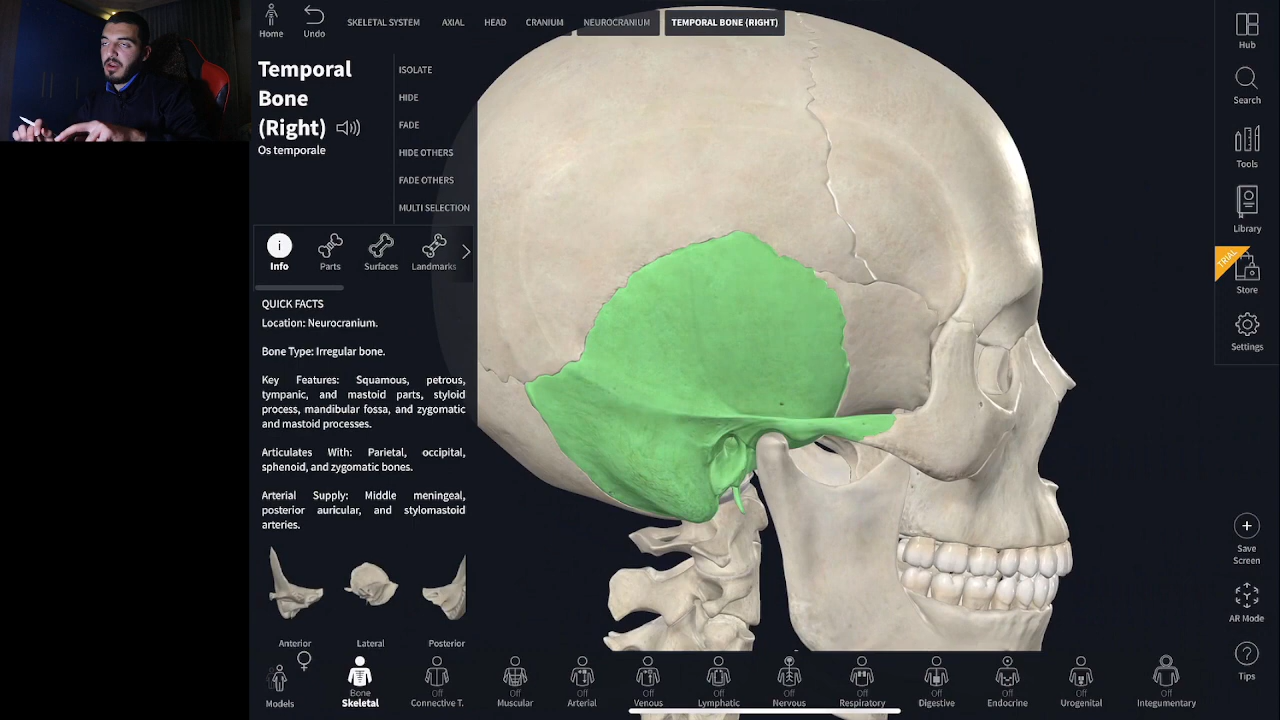 Home
Undo
SKELETAL SYSTEM
AXIAL
HEAD
CRANIUM
NEUROCRANIUM
TEMPORAL BONE (RIGHT)
Temporal
Bone
(Right)
Os temporale
ISOLATE
HIDE
FADE
HIDE OTHERS
FADE OTHERS
MULTI SELECTION
Info
Parts
Surfaces
Landmarks
QUICK FACTS
Location: Neurocranium.
Bone Type: Irregular bone.
Key Features: Squamous, petrous,
tympanic, and mastoid parts, styloid
process, mandibular fossa, and zygomatic
and mastoid processes.
Articulates With: Parietal, occipital,
sphenoid, and zygomatic bones.
Arterial Supply: Middle meningeal,
posterior auricular, and stylomastoid
arteries.
Anterior
Lateral
Posterior
Hub
Search
Tools
Library
TRIAL
Store
Settings
Save
Screen
AR Mode
Tips
Models
Bone
Skeletal
Off
Connective T.
Off
Muscular
Off
Arterial
Off
Venous
Off
Lymphatic
Off
Nervous
Off
Respiratory
Off
Digestive
Off
Endocrine
Off
Urogenital
Off
Integumentary